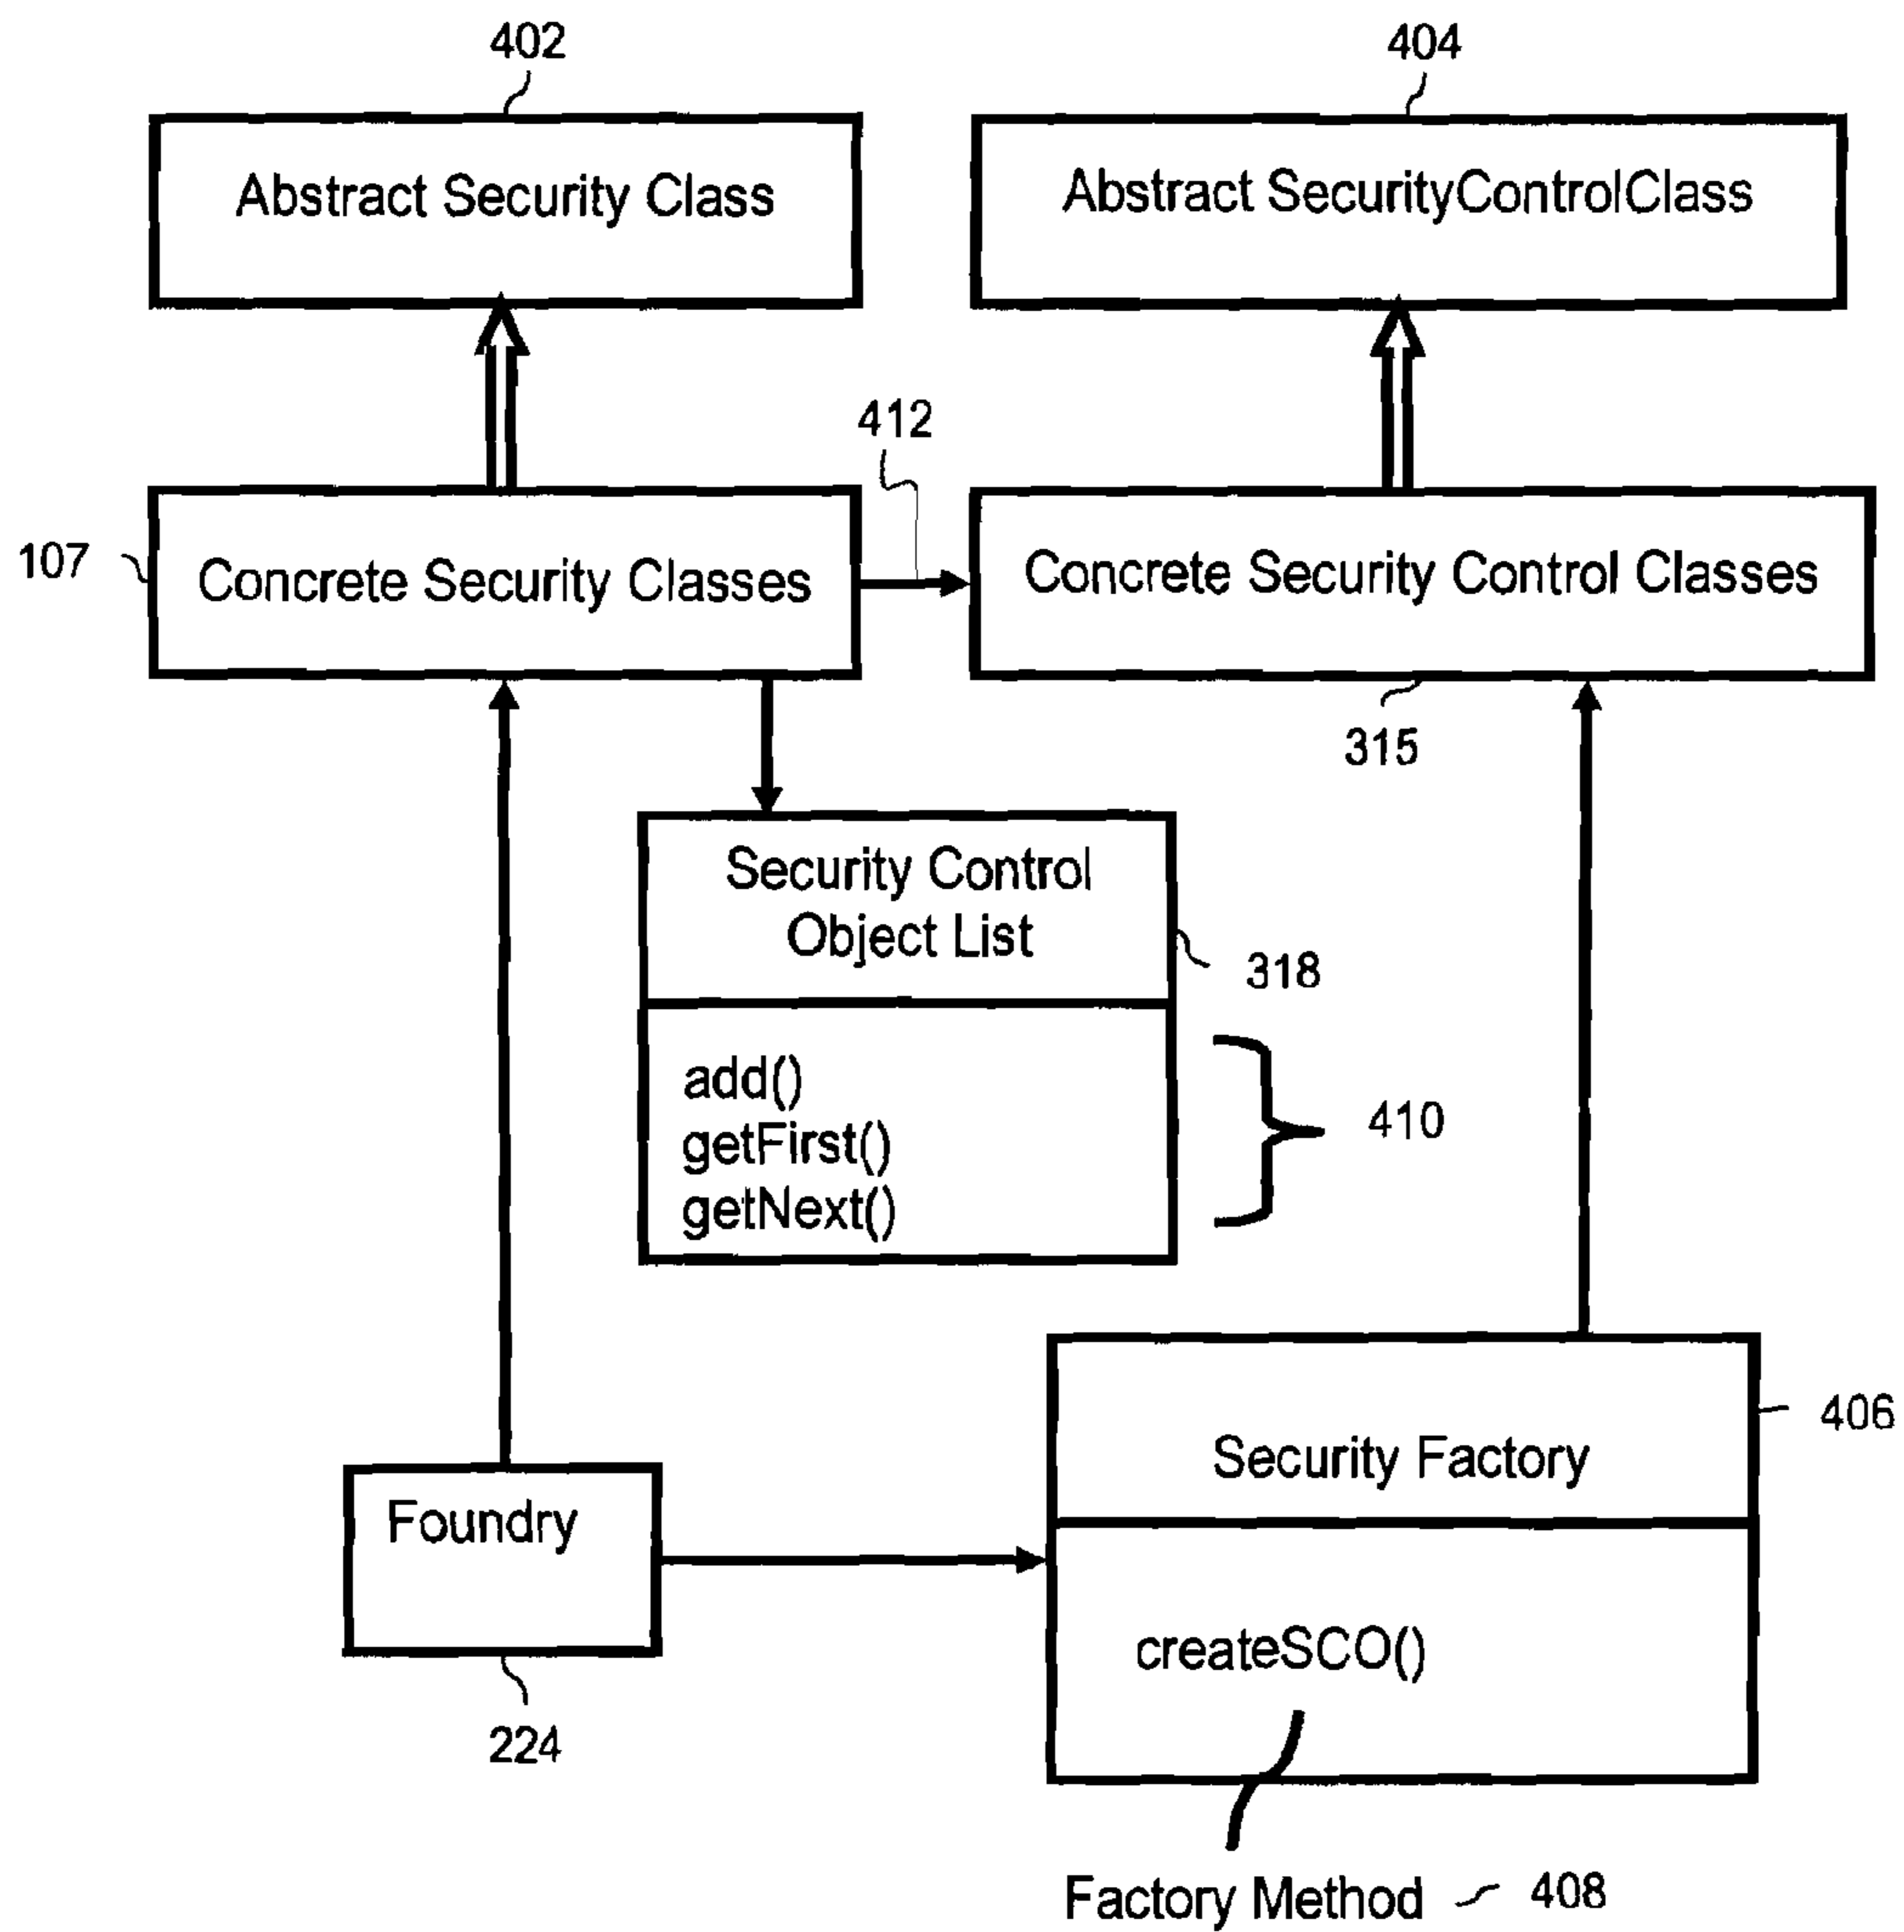 402
404
Abstract Security Class
Abstract SecurityControlClass
412
107
Concrete Security Classes
Concrete Security Control Classes
315
Security Control
Object List
318
add()
getFirst()
getNext()
410
406
Security Factory
Foundry
createSCO()
224
Factory Method
408